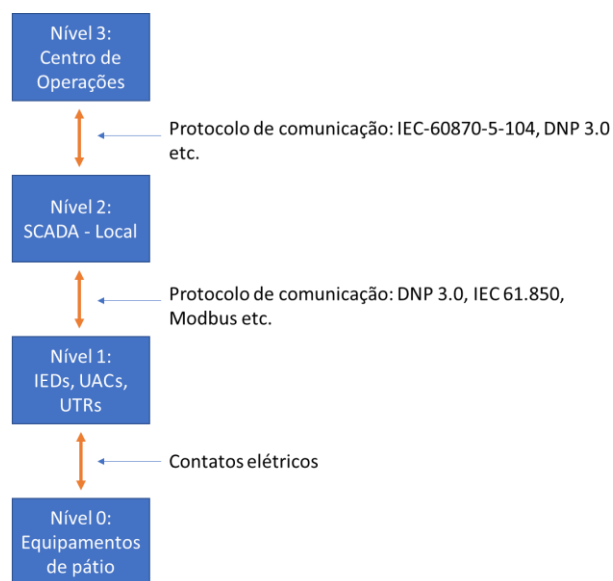 Nível 3:
Centro de
Operações
Protocolo de comunicação: IEC-60870-5-104, DNP 3.0
etc.
Nível 2:
SCADA - Local
Protocolo de comunicação: DNP 3.0, IEC 61.850,
Modbus etc.
Nível 1:
IEDs, UACs,
UTRs
Contatos elétricos
Nível 0:
Equipamentos
de pátio